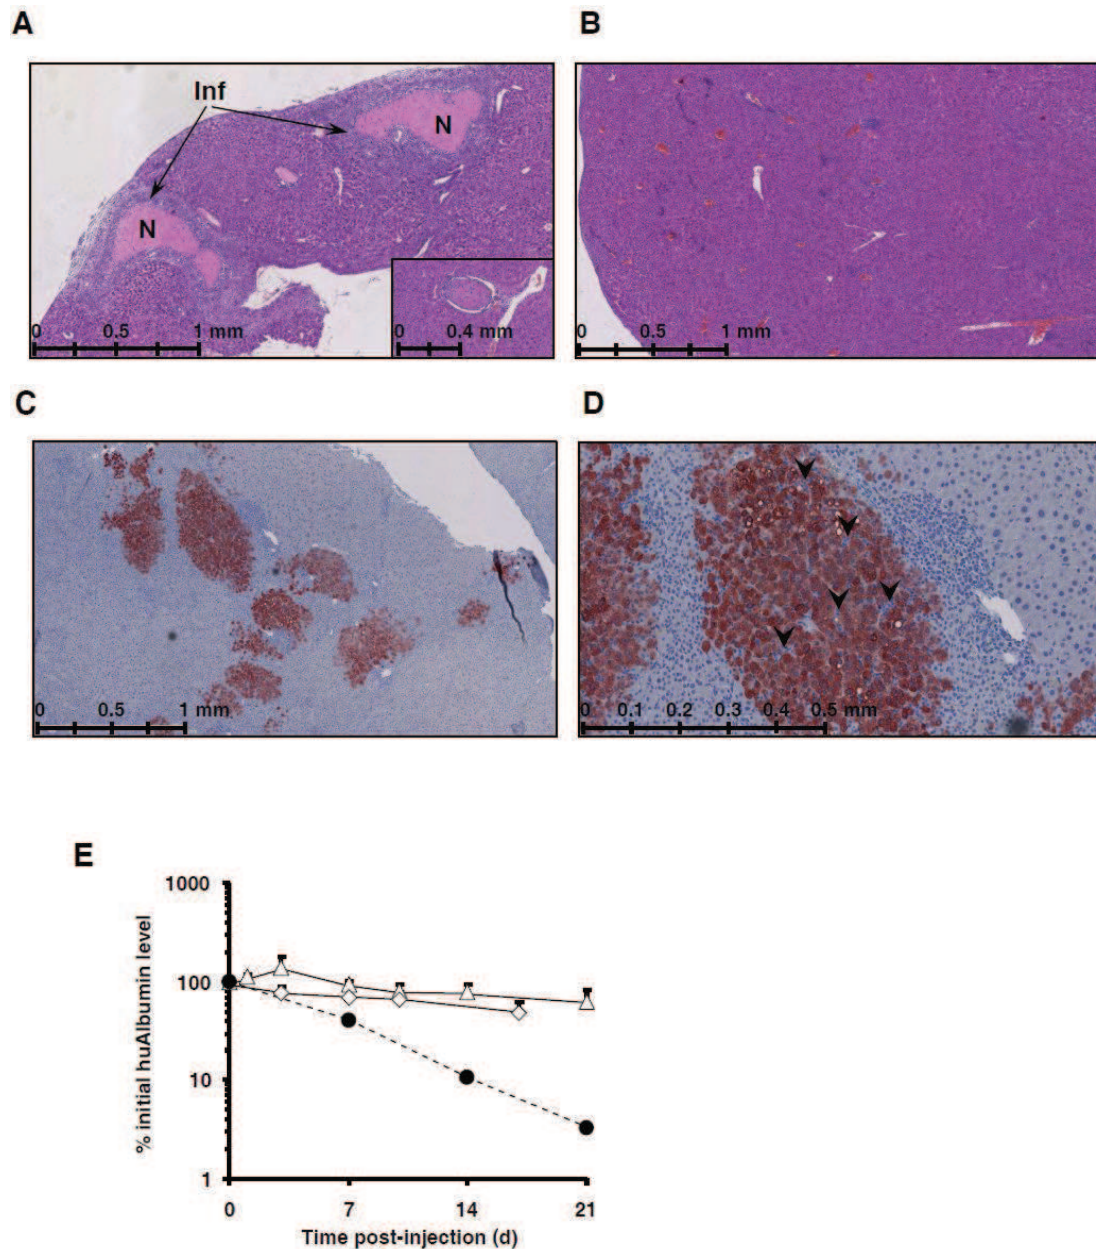 A
B
Inf
N
N
0 0.5 1 mm
0 0.4 mm
0 0.5 1 mm
C
D
0 0.5 1 mm
0 0.1 0.2 0.3 0.4 0.5 mm
E
% initial huAlbumin level
1000
100
10
1
0 7 14 21
Time post-injection (d)